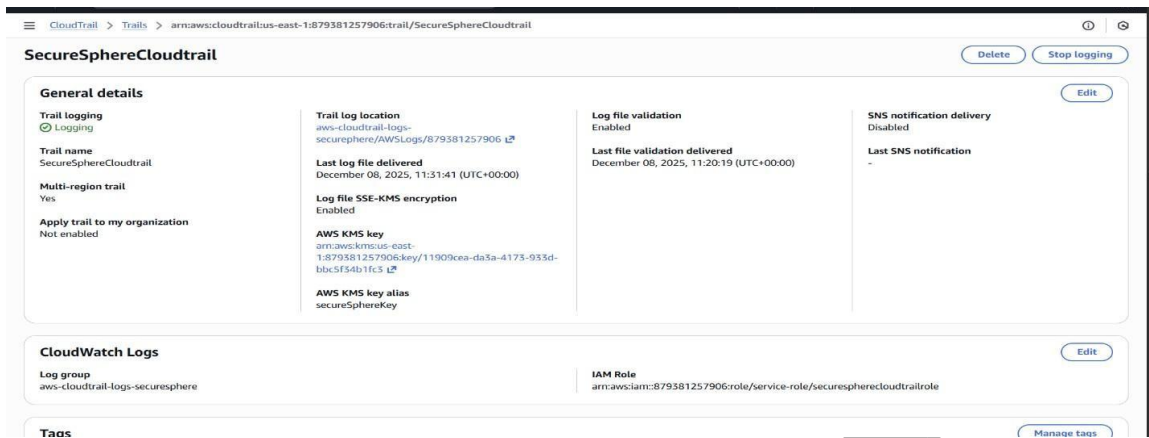 CloudTrail > Trails > arn:aws:cloudtrail:us-east-1:879381257906:trail/SecureSphereCloudtrail
SecureSphereCloudtrail
Delete
Stop logging
General details
Edit
Trail logging
Logging
Trail name
SecureSphereCloudtrail
Multi-region trail
Yes
Apply trail to my organization
Not enabled
Trail log location
aws-cloudtrail-logs-
securephere/AWSLogs/879381257906
Last log file delivered
December 08, 2025, 11:31:41 (UTC+00:00)
Log file SSE-KMS encryption
Enabled
AWS KMS key
arn:aws:kms:us-east-
1:879381257906:key/11909cea-da3a-4173-933d-
bbc5f34b1fc3
AWS KMS key alias
secureSphereKey
Log file validation
Enabled
Last file validation delivered
December 08, 2025, 11:20:19 (UTC+00:00)
SNS notification delivery
Disabled
Last SNS notification
-
CloudWatch Logs
Edit
Log group
aws-cloudtrail-logs-securesphere
IAM Role
arn:aws:iam::879381257906:role/service-role/securespherecloudtrailrole
Tags
Manage tags